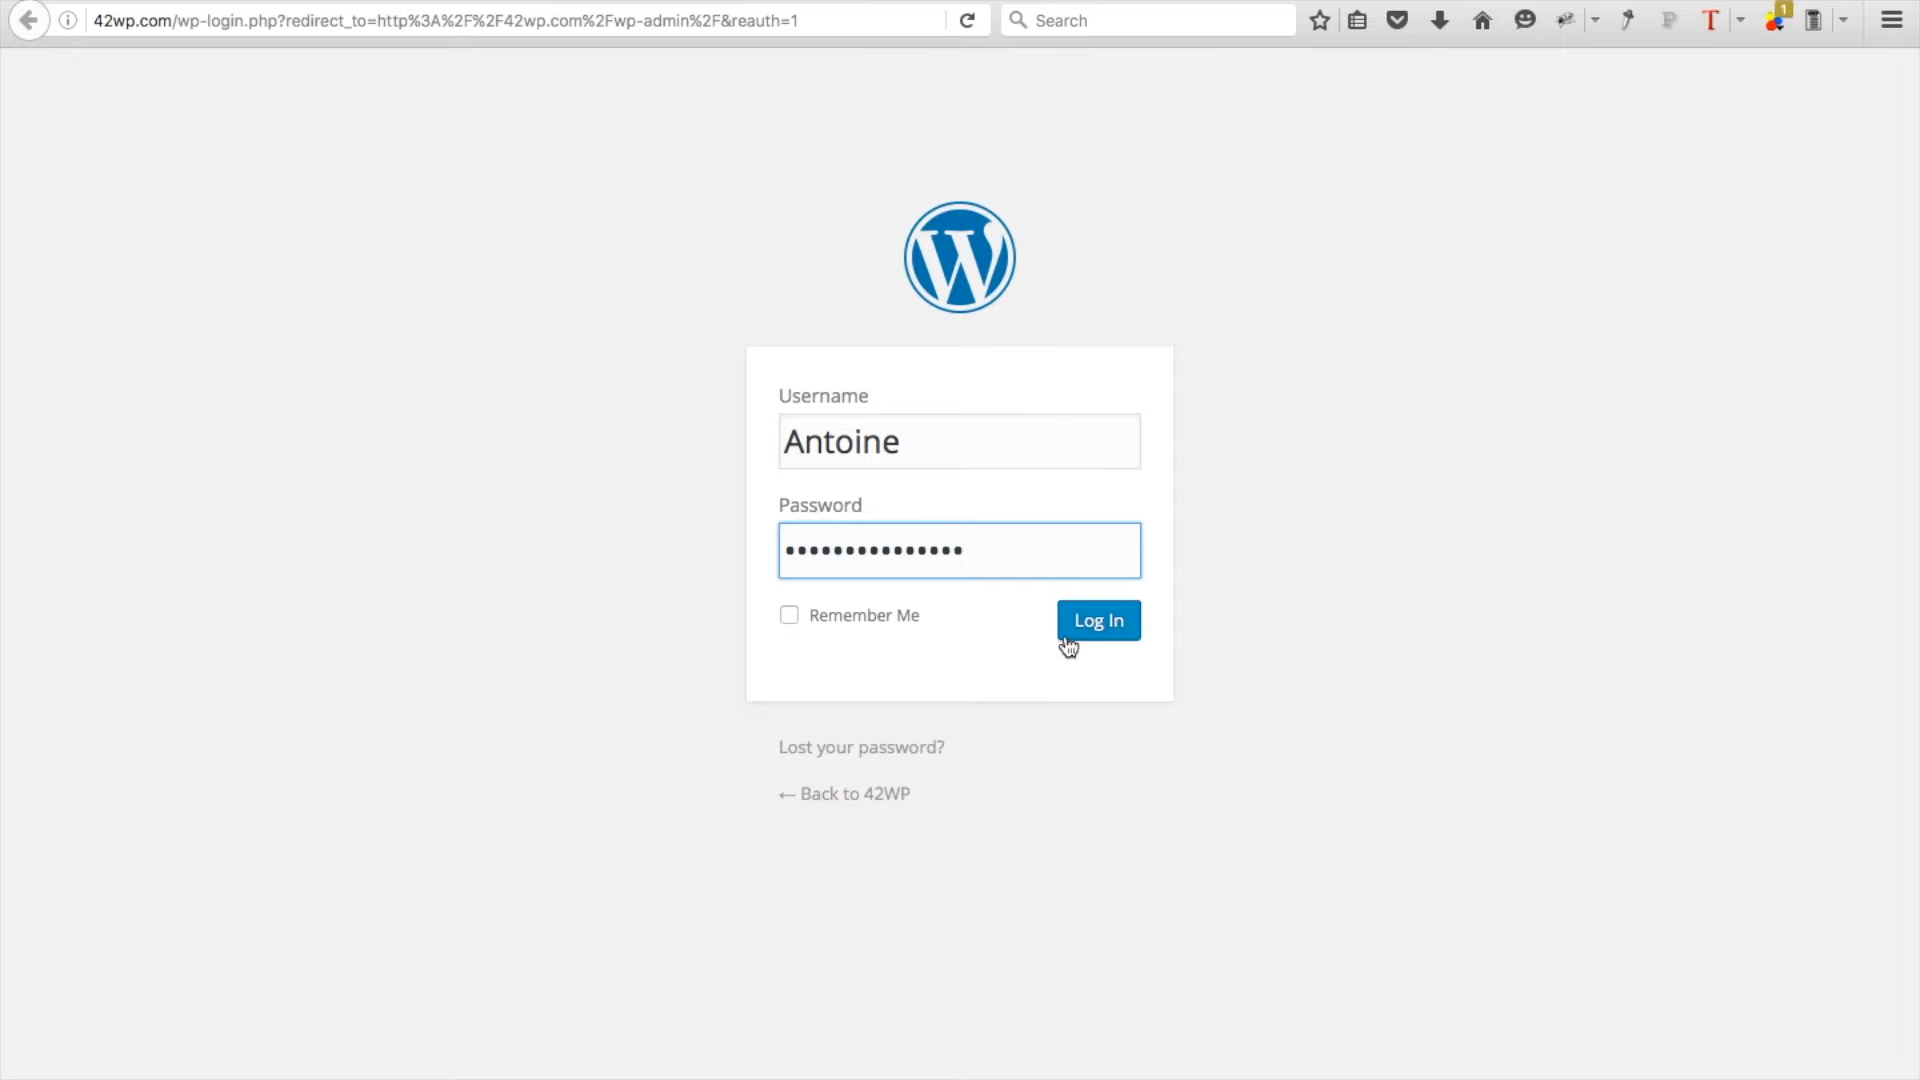 42wp.com/wp-login.php?redirect_to=http%3A%2F%2F42wp.com%2Fwp-admin%2F&reauth=1
Search
1
Username
Antoine
Password
Remember Me
Log In
Lost your password?
← Back to 42WP